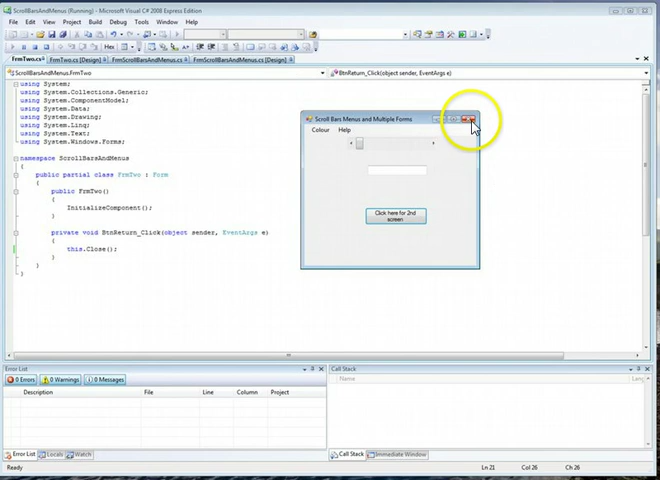 ScrollBarsAndMenus (Running) - Microsoft Visual C# 2008 Express Edition
File Edit View Project Build Debug Data Tools Window Help
Hex
FrmTwo.cs FrmTwo.cs [Design] FrmScrollBarsAndMenus.cs FrmScrollBarsAndMenus.cs [Design]
ScrollBarsAndMenus.FrmTwo BtnReturn_Click(object sender, EventArgs e)
using System;
using System.Collections.Generic;
using System.ComponentModel;
using System.Data;
using System.Drawing;
using System.Linq;
using System.Text;
using System.Windows.Forms;
namespace ScrollBarsAndMenus
{
public partial class FrmTwo : Form
{
public FrmTwo()
{
InitializeComponent();
}
private void BtnReturn_Click(object sender, EventArgs e)
{
this.Close();
}
}
}
Scroll Bars Menus and Multiple Forms
Colour Help
Click here for 2nd
screen
Error List
0 Errors 0 Warnings 0 Messages
Description File Line Column Project
Error List Locals Watch
Call Stack
Name Lang
Call Stack Immediate Window
Ready Ln 21 Col 26 Ch 26